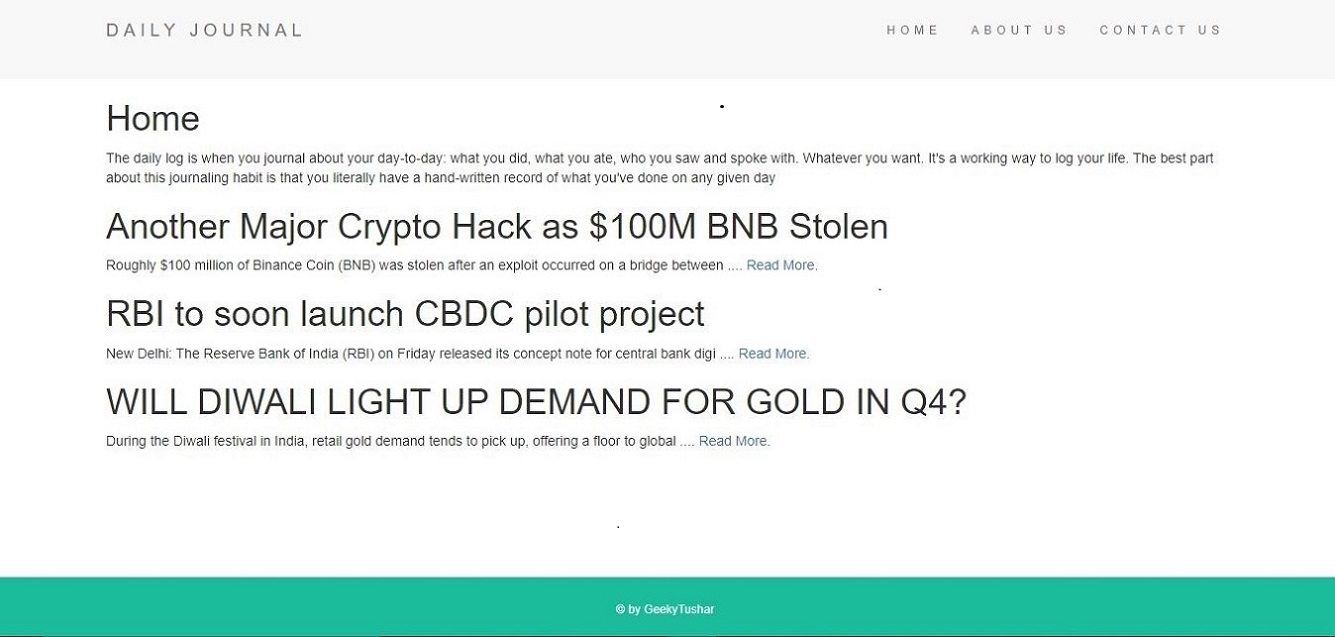 DAILY JOURNAL
HOME ABOUT US CONTACT US
Home
The daily log is when you journal about your day-to-day: what you did, what you ate, who you saw and spoke with. Whatever you want. It's a working way to log your life. The best part
about this journaling habit is that you literally have a hand-written record of what you've done on any given day
Another Major Crypto Hack as $100M BNB Stolen
Roughly $100 million of Binance Coin (BNB) was stolen after an exploit occurred on a bridge between .... Read More.
RBI to soon launch CBDC pilot project
New Delhi: The Reserve Bank of India (RBI) on Friday released its concept note for central bank digi .... Read More.
WILL DIWALI LIGHT UP DEMAND FOR GOLD IN Q4?
During the Diwali festival in India, retail gold demand tends to pick up, offering a floor to global .... Read More.
© by GeekyTushar